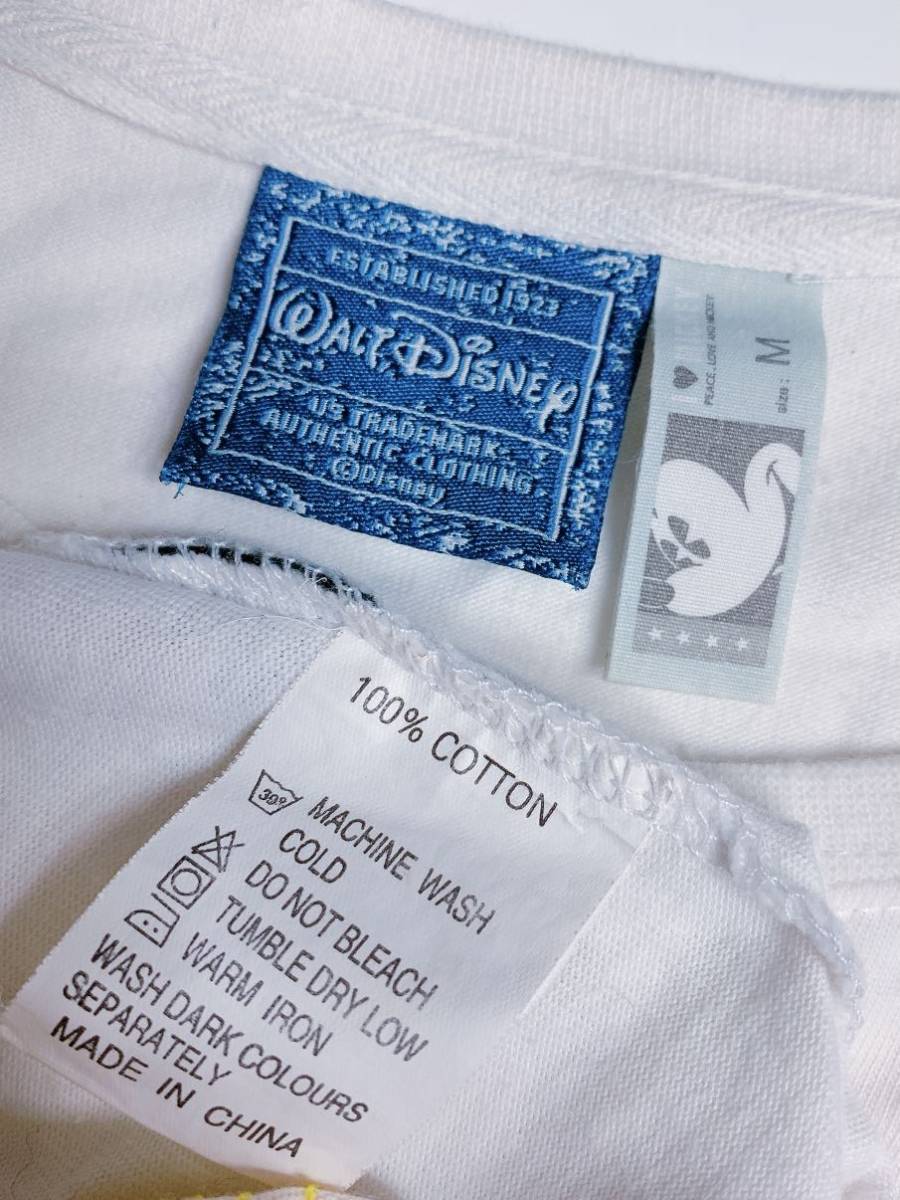 ESTABLISHED 1923
WALT DISNEY
US TRADEMARK
AUTHENTIC CLOTHING
©Disney
I
PEACE, LOVE AND MICKEY
size : M
100% COTTON
30°
MACHINE WASH
COLD
DO NOT BLEACH
TUMBLE DRY LOW
WARM IRON
WASH DARK COLOURS
SEPARATELY
MADE IN CHINA